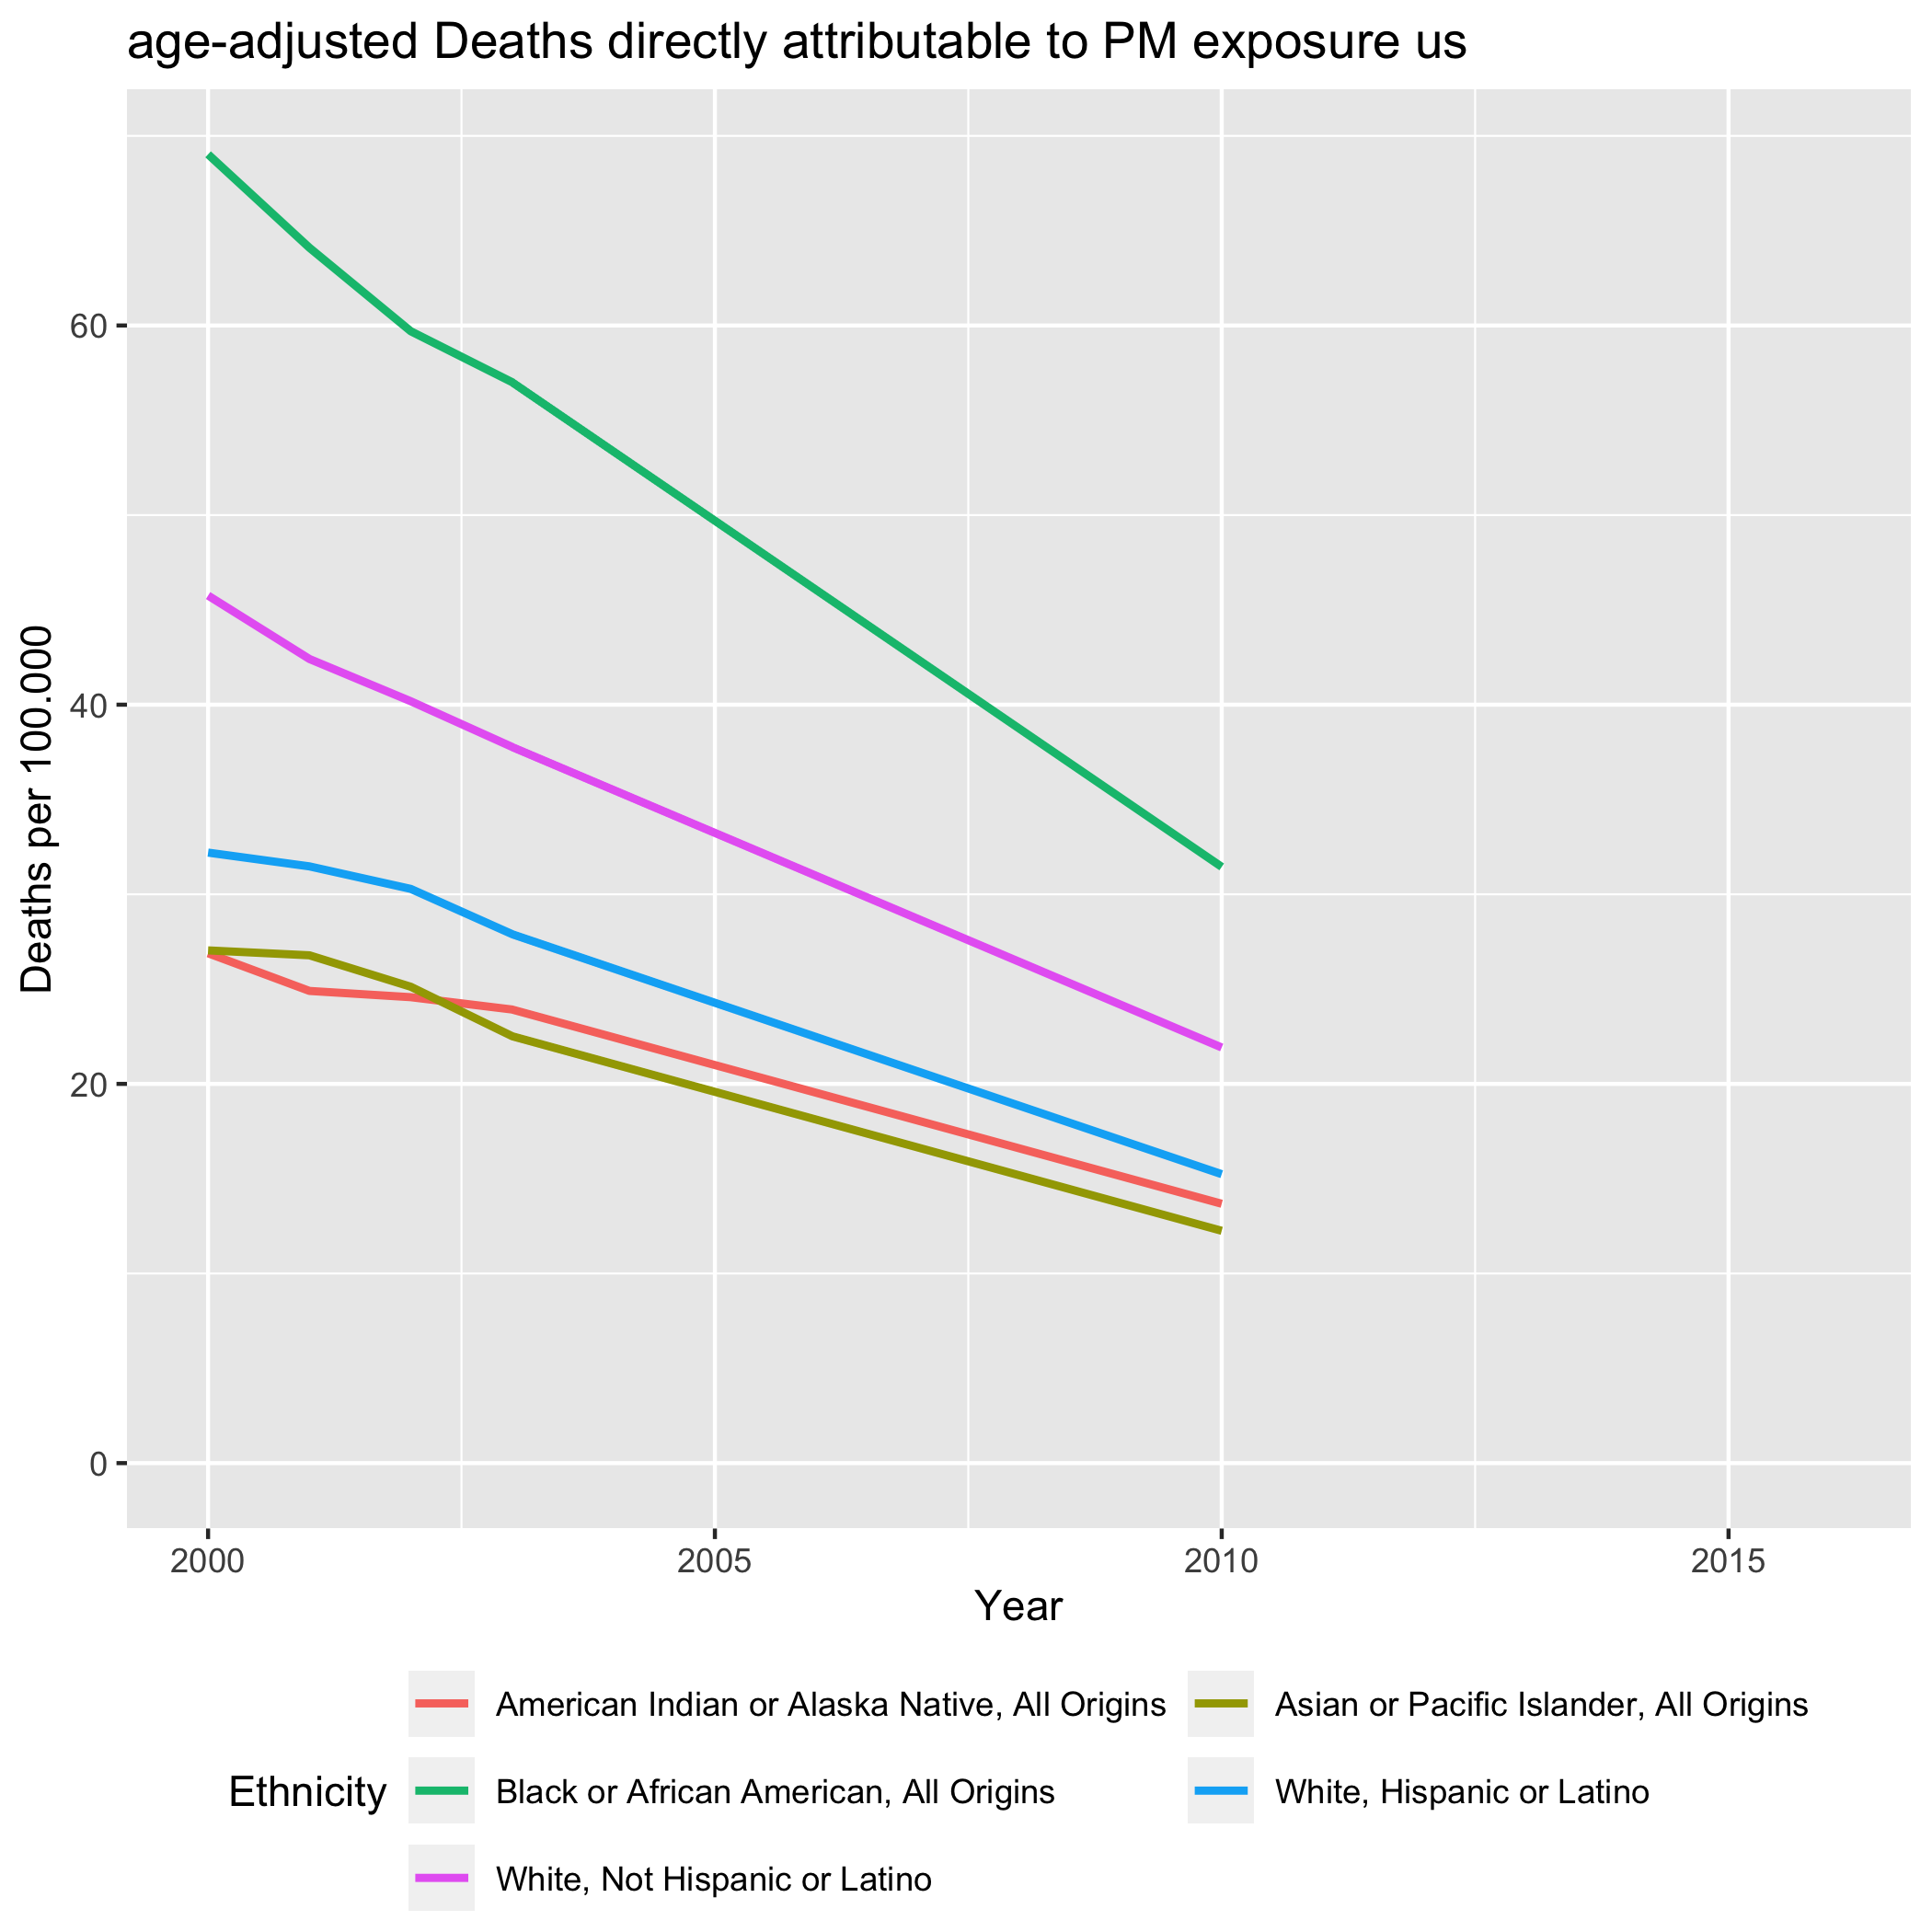 age-adjusted Deaths directly attributable to PM exposure us
Deaths per 100.000
60
40
20
0
2000 2005 2010 2015
Year
Ethnicity
American Indian or Alaska Native, All Origins
Asian or Pacific Islander, All Origins
Black or African American, All Origins
White, Hispanic or Latino
White, Not Hispanic or Latino